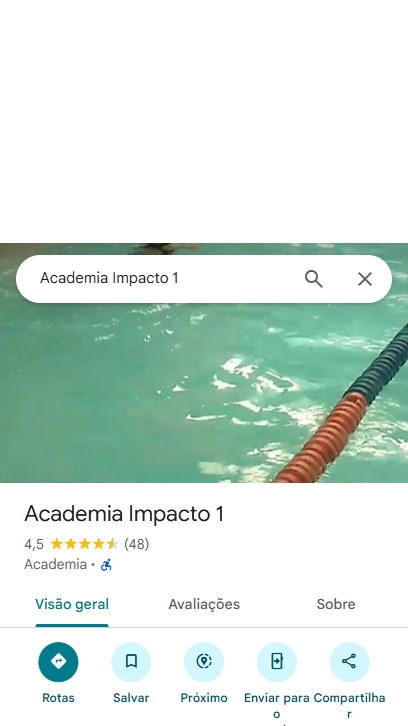 Academia Impacto 1
Academia Impacto 1
4,5 (48)
Academia ·
Visão geral Avaliações Sobre
Rotas Salvar Próximo Enviar para o Compartilhar